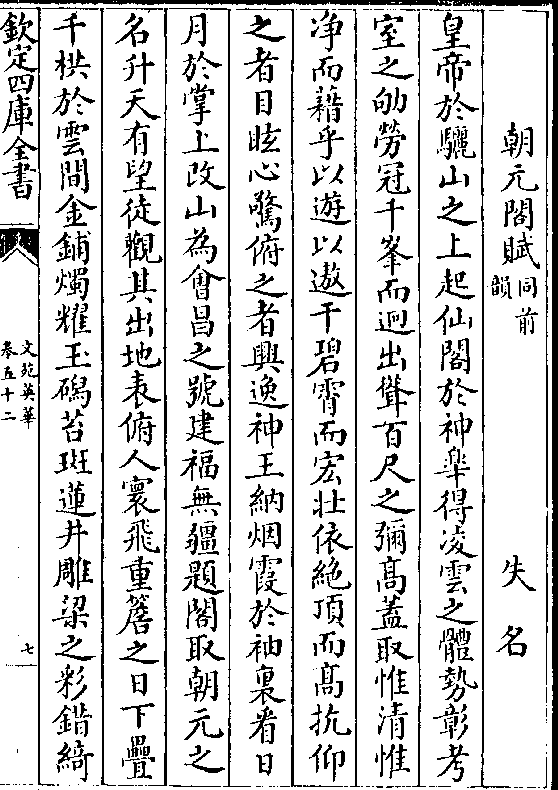 朝元閣賦同前韻　失名
皇帝於驪山之上起仙閣於神臯得凌雲之體勢彰考
室之劬勞冠千峯而迥出聳百尺之彌高蓋取惟清惟
净而藉乎以遊以遨干碧霄而宏壯依絶頂而高抗仰
之者目眩心驚俯之者興逸神王納烟霞於袖裏看日
月於掌上改山為會昌之號建福無疆題閣取朝元之
名升天有望徒觀其出地表俯人寰飛重簷之日下疊
千栱於雲間金鋪燭耀玉磶苔斑蓮井雕梁之彩錯綺
欽定四庫全書
文苑英華
卷五十二
七